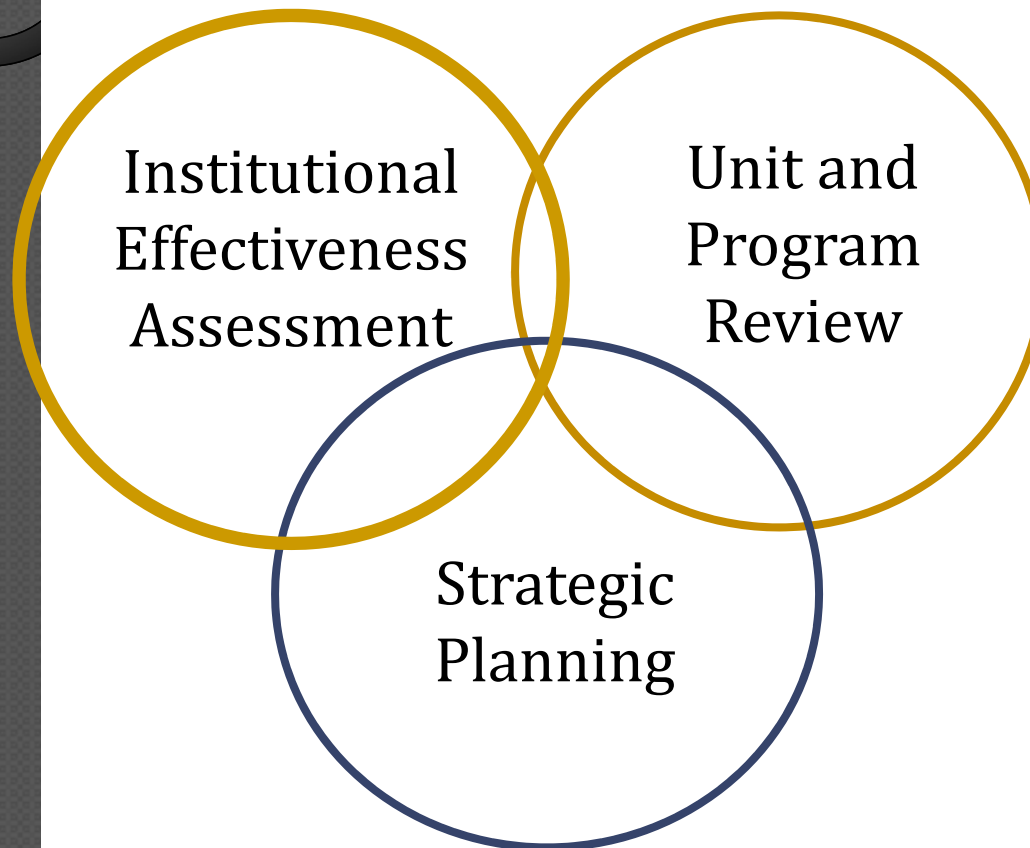 Institutional
Effectiveness
Assessment
Unit and
Program
Review
Strategic
Planning